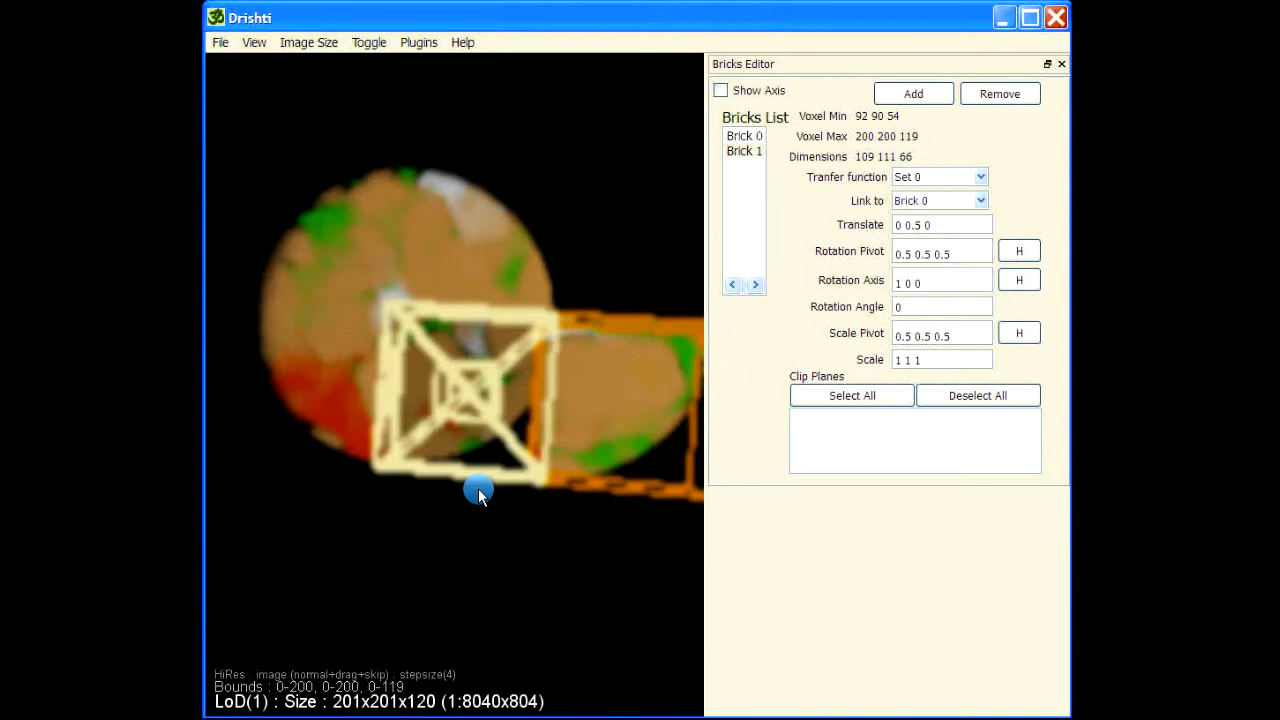 Drishti
File View Image Size Toggle Plugins Help
Bricks Editor
Show Axis
Add
Remove
Bricks List
Brick 0
Brick 1
Voxel Min 92 90 54
Voxel Max 200 200 119
Dimensions 109 111 66
Tranfer function Set 0
Link to Brick 0
Translate 0 0.5 0
Rotation Pivot 0.5 0.5 0.5 H
Rotation Axis 1 0 0 H
Rotation Angle 0
Scale Pivot 0.5 0.5 0.5 H
Scale 1 1 1
Clip Planes
Select All
Deselect All
HiRes . image (normal+drag+skip) . stepsize(4)
Bounds : 0-200, 0-200, 0-119
LoD(1) : Size : 201x201x120 (1:8040x804)